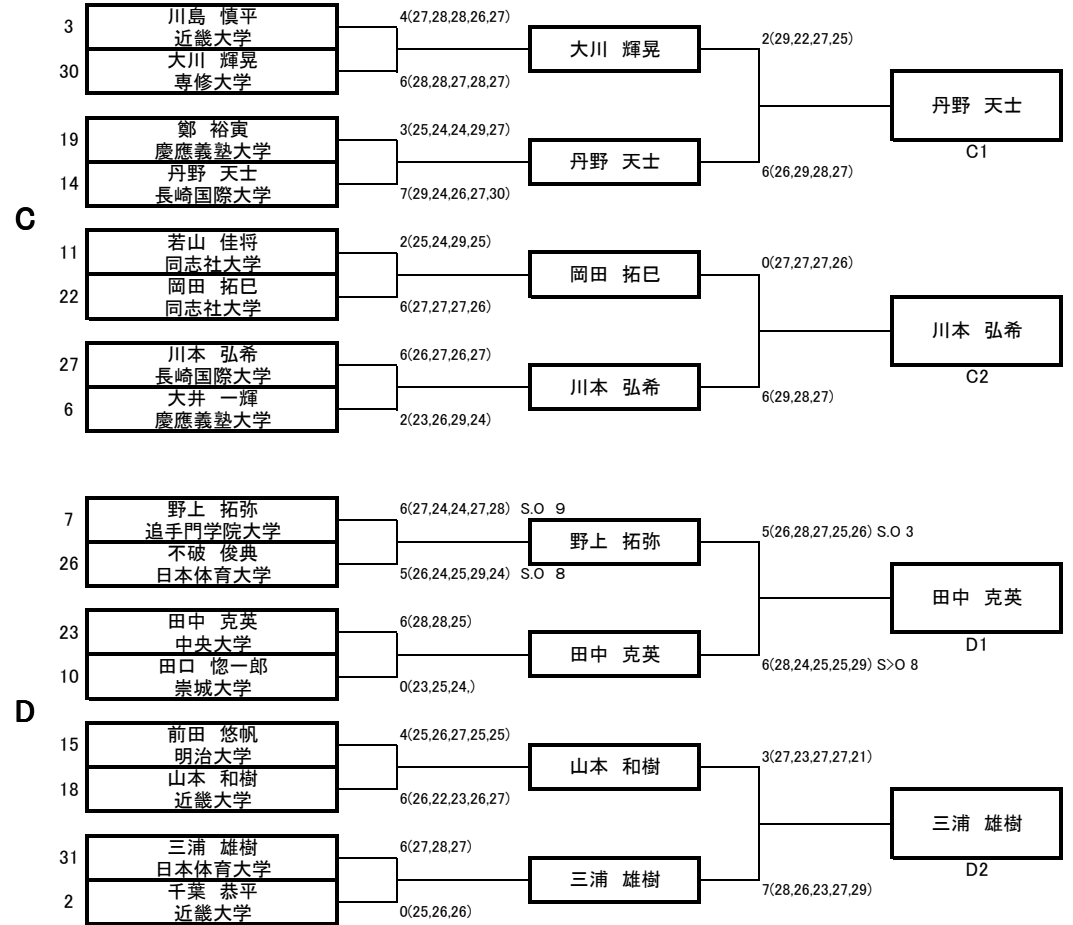 C
3
川島 慎平
近畿大学
30
大川 輝晃
専修大学
4(27,28,28,26,27)
6(28,28,27,28,27)
大川 輝晃
19
鄭 裕寅
慶應義塾大学
14
丹野 天士
長崎国際大学
3(25,24,24,29,27)
7(29,24,26,27,30)
丹野 天士
2(29,22,27,25)
6(26,29,28,27)
丹野 天士
C1
11
若山 佳将
同志社大学
22
岡田 拓巳
同志社大学
2(25,24,29,25)
6(27,27,27,26)
岡田 拓巳
27
川本 弘希
長崎国際大学
6
大井 一輝
慶應義塾大学
6(26,27,26,27)
2(23,26,29,24)
川本 弘希
0(27,27,27,26)
6(29,28,27)
川本 弘希
C2
D
7
野上 拓弥
追手門学院大学
26
不破 俊典
日本体育大学
6(27,24,24,27,28) S.O 9
5(26,24,25,29,24) S.O 8
野上 拓弥
23
田中 克英
中央大学
10
田口 惣一郎
崇城大学
6(28,28,25)
0(23,25,24,)
田中 克英
5(26,28,27,25,26) S.O 3
6(28,24,25,25,29) S>O 8
田中 克英
D1
15
前田 悠帆
明治大学
18
山本 和樹
近畿大学
4(25,26,27,25,25)
6(26,22,23,26,27)
山本 和樹
31
三浦 雄樹
日本体育大学
2
千葉 恭平
近畿大学
6(27,28,27)
0(25,26,26)
三浦 雄樹
3(27,23,27,27,21)
7(28,26,23,27,29)
三浦 雄樹
D2